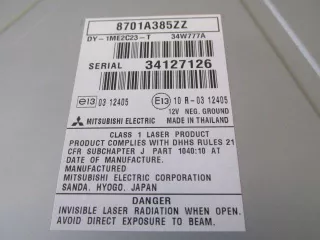 8701A385ZZ
DY-1ME2C23-T 34W777A
SERIAL 34127126
e13 03 12405 E13 10 R-03 12405
12V NEG. GROUND
MITSUBISHI ELECTRIC MADE IN THAILAND
CLASS 1 LASER PRODUCT
PRODUCT COMPLIES WITH DHHS RULES 21
CFR SUBCHAPTER J PART 1040:10 AT
DATE OF MANUFACTURE.
MANUFACTURED
MITSUBISHI ELECTRIC CORPORATION
SANDA, HYOGO, JAPAN
DANGER
INVISIBLE LASER RADIATION WHEN OPEN.
AVOID DIRECT EXPOSURE TO BEAM.